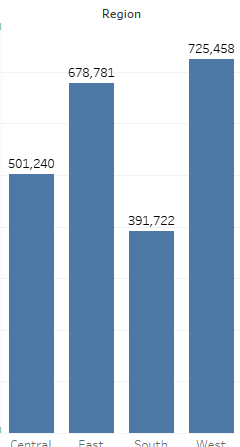 Region
725,458
678,781
501,240
391,722
Central East South West